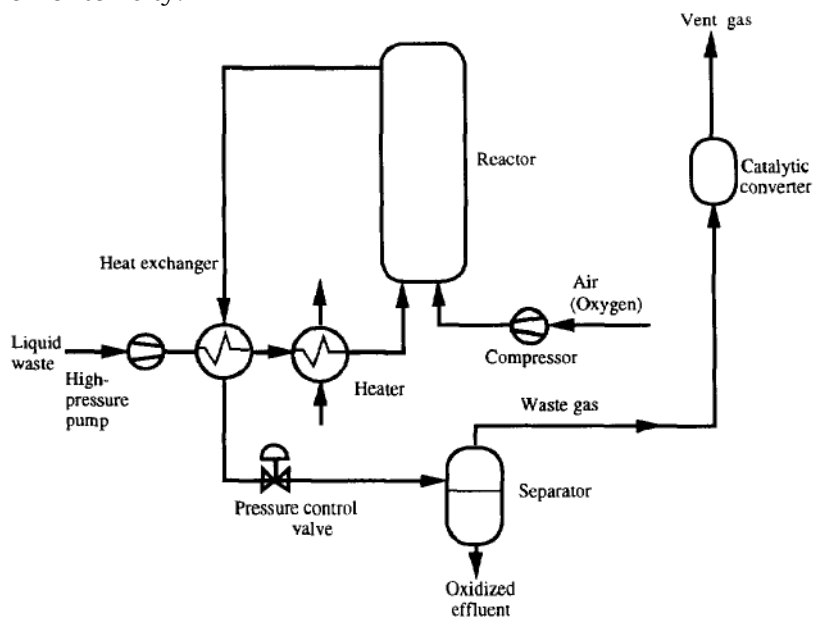 Vent gas
Reactor
Catalytic
converter
Heat exchanger
Air
(Oxygen)
Liquid
waste
Compressor
High-
pressure
pump
Heater
Waste gas
Separator
Pressure control
valve
Oxidized
effluent